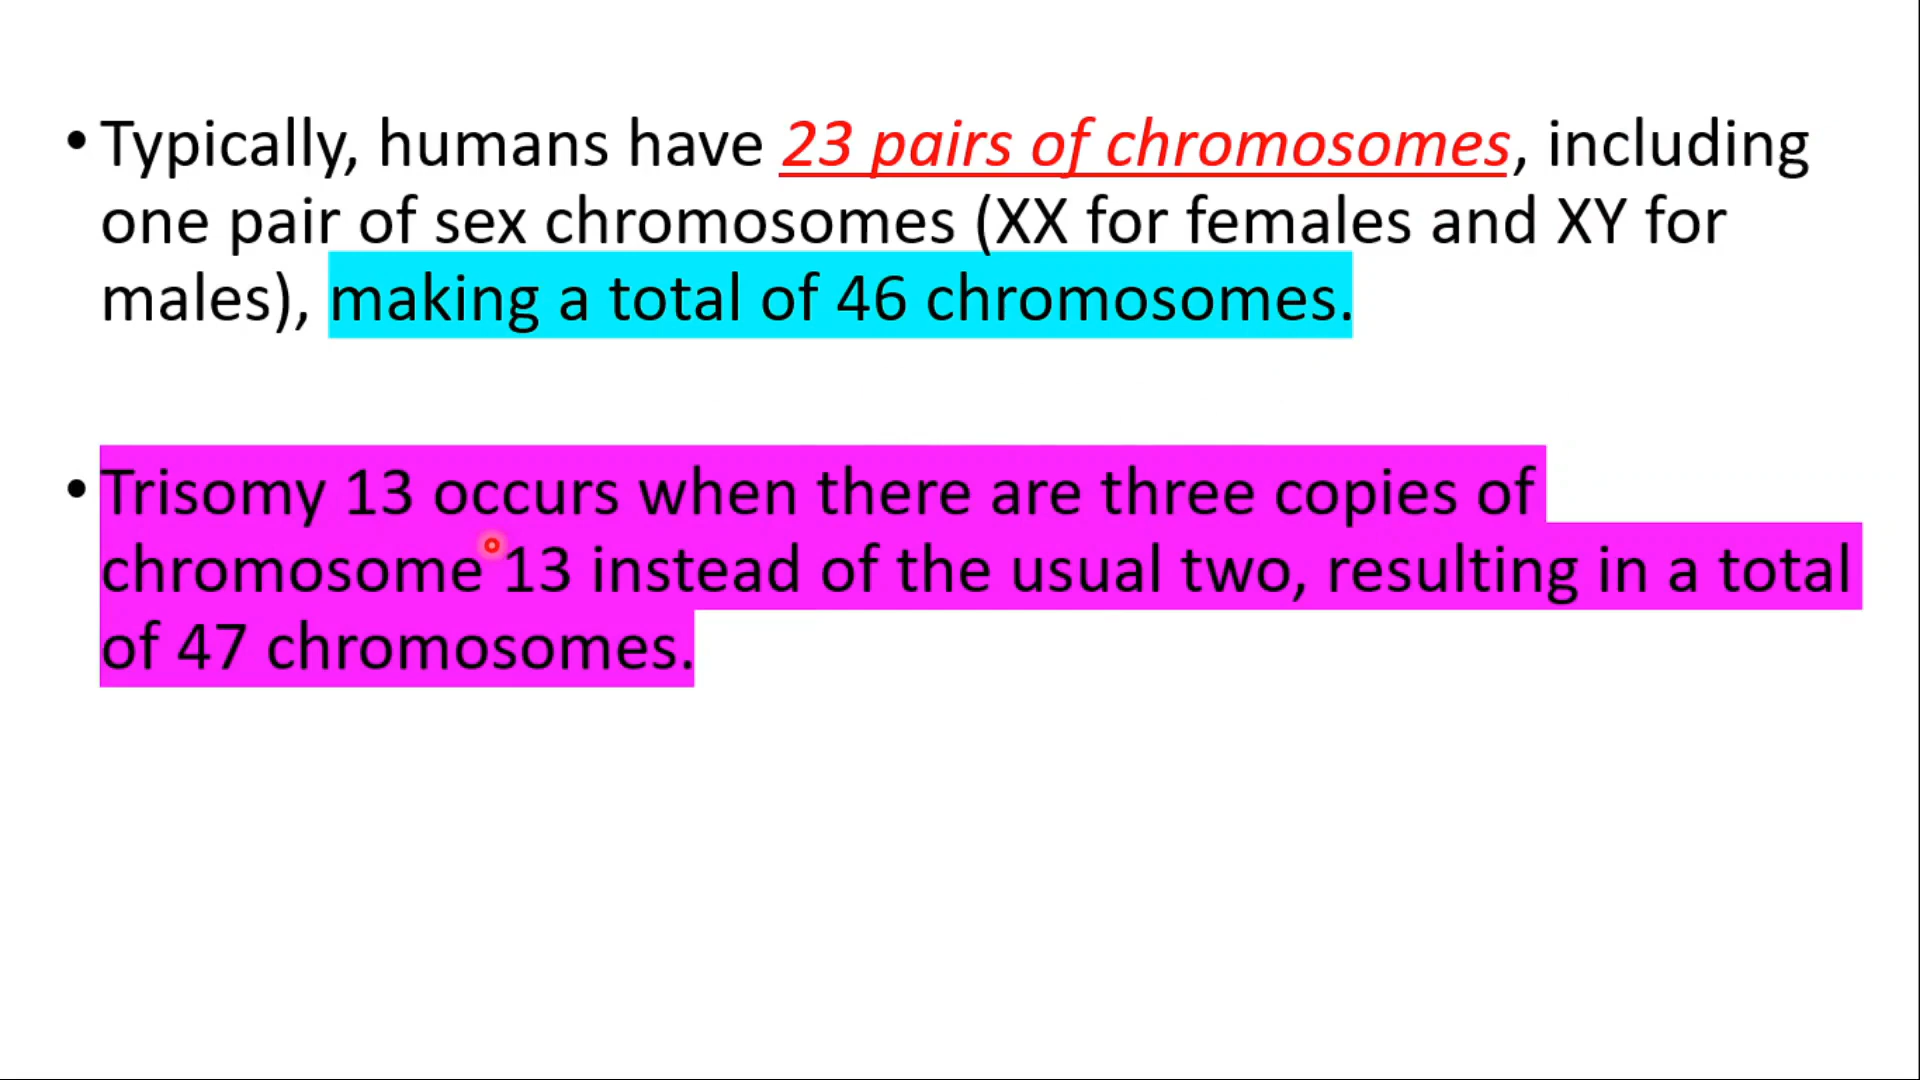 • Typically, humans have 23 pairs of chromosomes, including
one pair of sex chromosomes (XX for females and XY for
males), making a total of 46 chromosomes.
• Trisomy 13 occurs when there are three copies of
chromosome 13 instead of the usual two, resulting in a total
of 47 chromosomes.